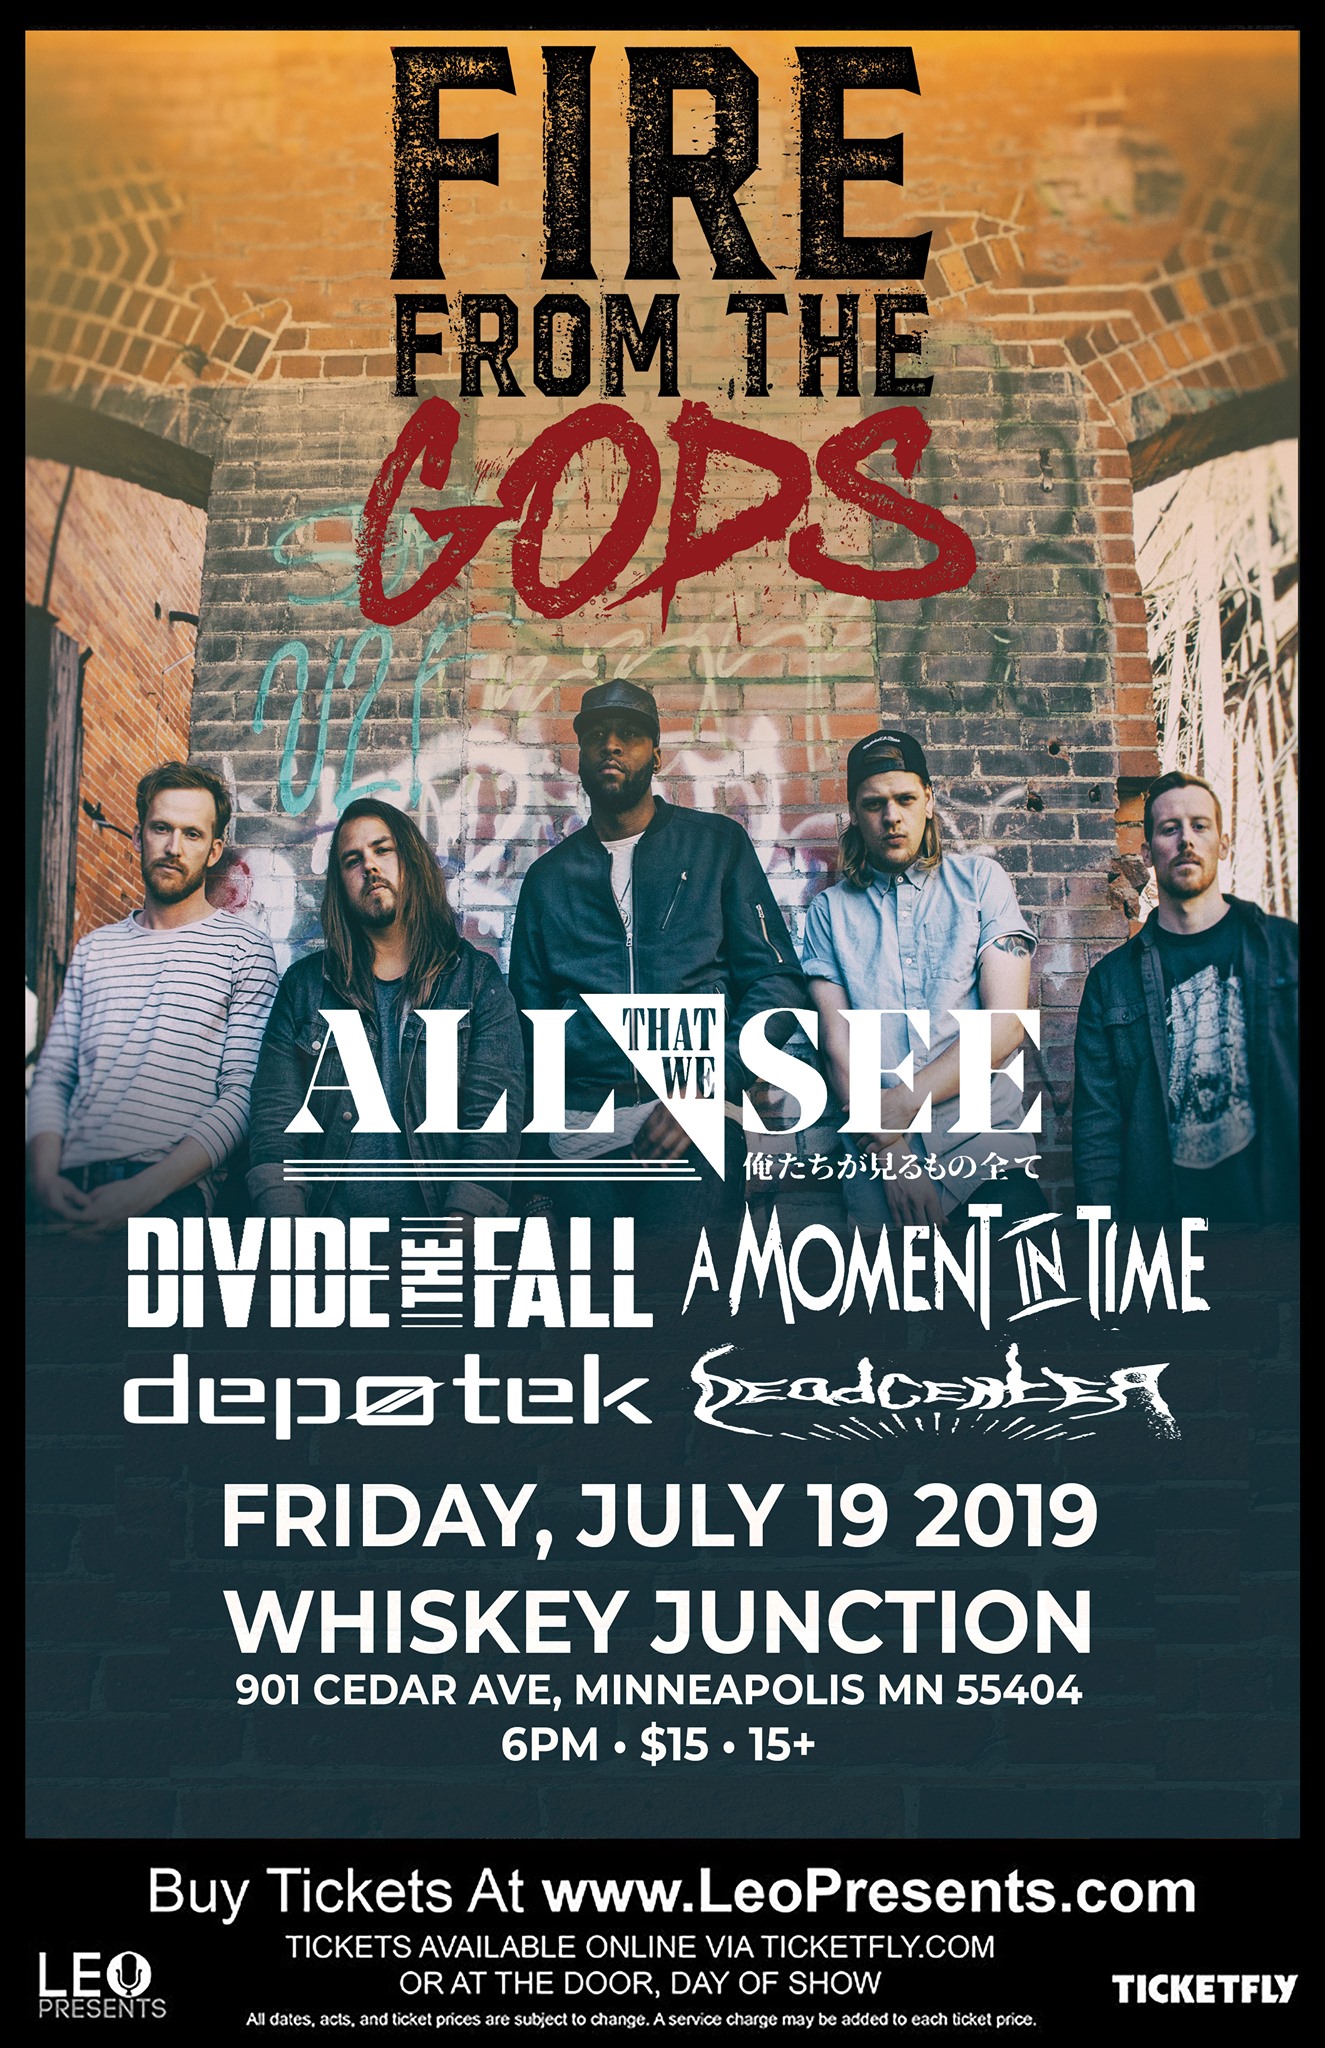 FIRE
FROM THE
GODS
ALL THAT WE SEE
俺たちが見るもの全て
DIVIDE THE FALL
A MOMENT IN TIME
depøtek
DeadCenter
FRIDAY, JULY 19 2019
WHISKEY JUNCTION
901 CEDAR AVE, MINNEAPOLIS MN 55404
6PM • $15 • 15+
Buy Tickets At www.LeoPresents.com
TICKETS AVAILABLE ONLINE VIA TICKETFLY.COM
OR AT THE DOOR, DAY OF SHOW
LEO
PRESENTS
TICKETFLY
All dates, acts, and ticket prices are subject to change. A service charge may be added to each ticket price.